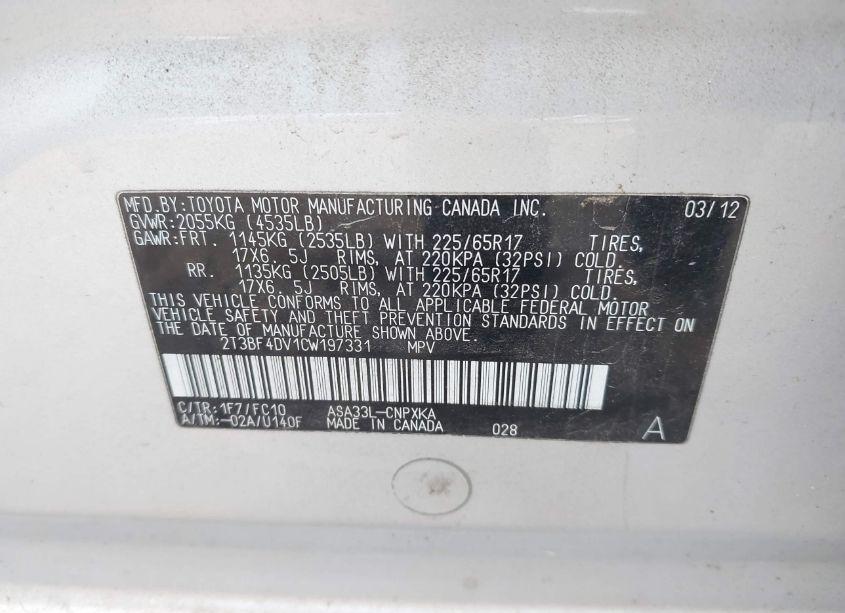 MFD.BY:TOYOTA MOTOR MANUFACTURING CANADA INC. 03/12
GVWR:2055KG (4535LB)
GAWR:FRT. 1145KG (2535LB) WITH 225/65R17 TIRES,
17X6.5J RIMS, AT 220KPA (32PSI) COLD.
RR. 1135KG (2505LB) WITH 225/65R17 TIRES,
17X6.5J RIMS, AT 220KPA (32PSI) COLD.
THIS VEHICLE CONFORMS TO ALL APPLICABLE FEDERAL MOTOR
VEHICLE SAFETY AND THEFT PREVENTION STANDARDS IN EFFECT ON
THE DATE OF MANUFACTURE SHOWN ABOVE.
2T3BF4DV1CW197331 MPV
C/TR:1F7/FC10 ASA33L-CNPXKA
A/TM:-02A/U140F MADE IN CANADA 028 A